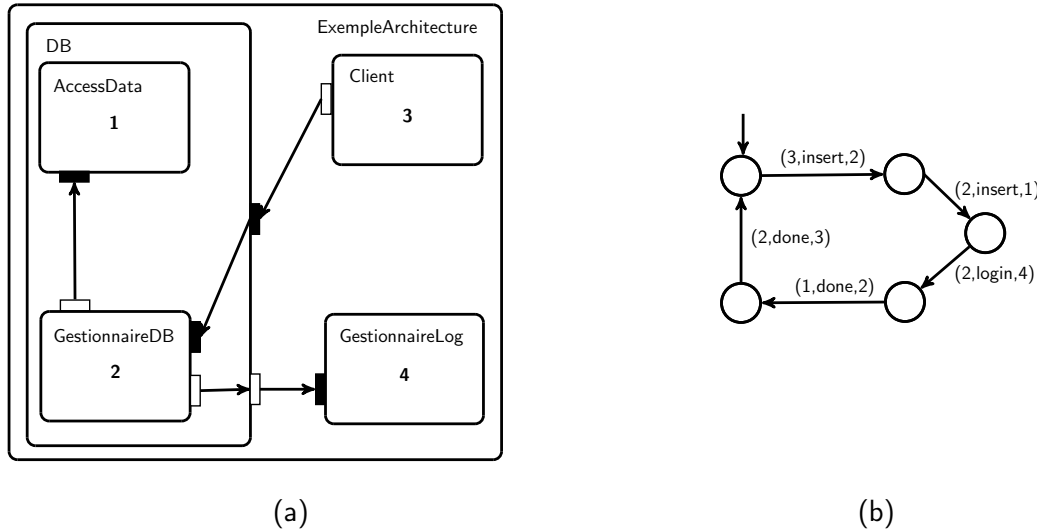 ExempleArchitecture
DB
AccessData
1
Client
3
GestionnaireDB
2
GestionnaireLog
4
(a)
(3,insert,2)
(2,insert,1)
(2,done,3)
(2,login,4)
(1,done,2)
(b)